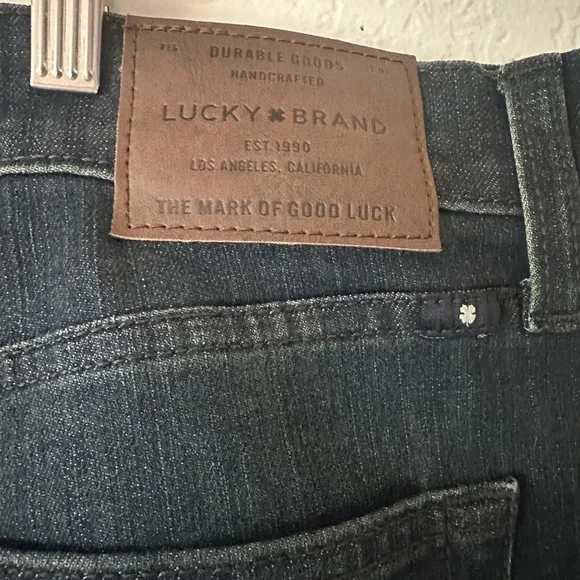 DURABLE GOODS
HANDCRAFTED
LUCKY BRAND
EST. 1990
LOS ANGELES, CALIFORNIA
THE MARK OF GOOD LUCK